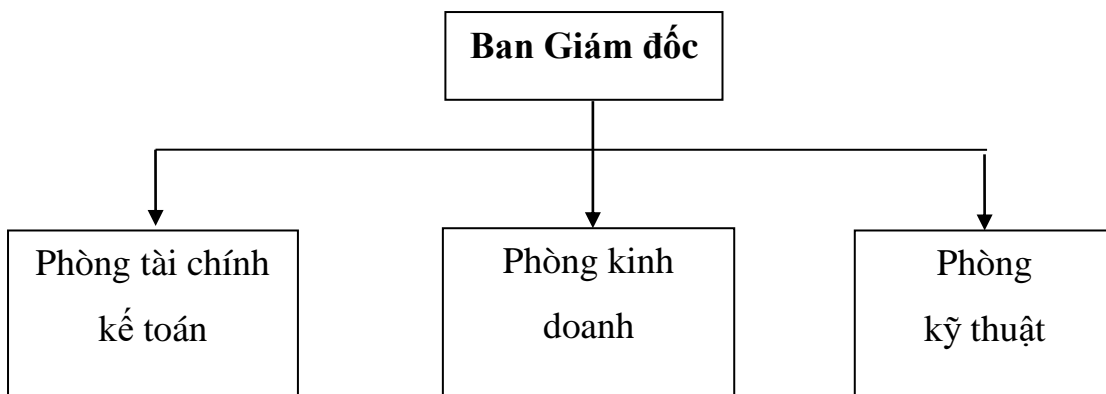 Ban Giám đốc
Phòng tài chính
kế toán
Phòng kinh
doanh
Phòng
kỹ thuật